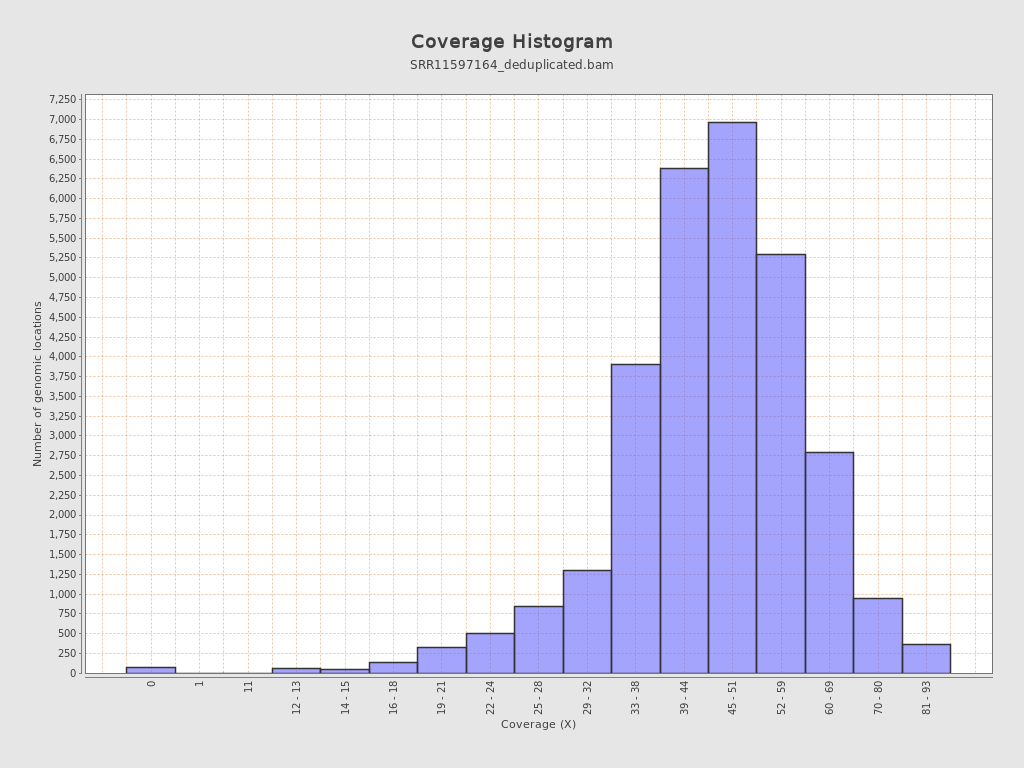 Coverage Histogram
SRR11597164_deduplicated.bam
Number of genomic locations
7,250
7,000
6,750
6,500
6,250
6,000
5,750
5,500
5,250
5,000
4,750
4,500
4,250
4,000
3,750
3,500
3,250
3,000
2,750
2,500
2,250
2,000
1,750
1,500
1,250
1,000
750
500
250
0
0
1
11
12 - 13
14 - 15
16 - 18
19 - 21
22 - 24
25 - 28
29 - 32
33 - 38
39 - 44
45 - 51
52 - 59
60 - 69
70 - 80
81 - 93
Coverage (X)